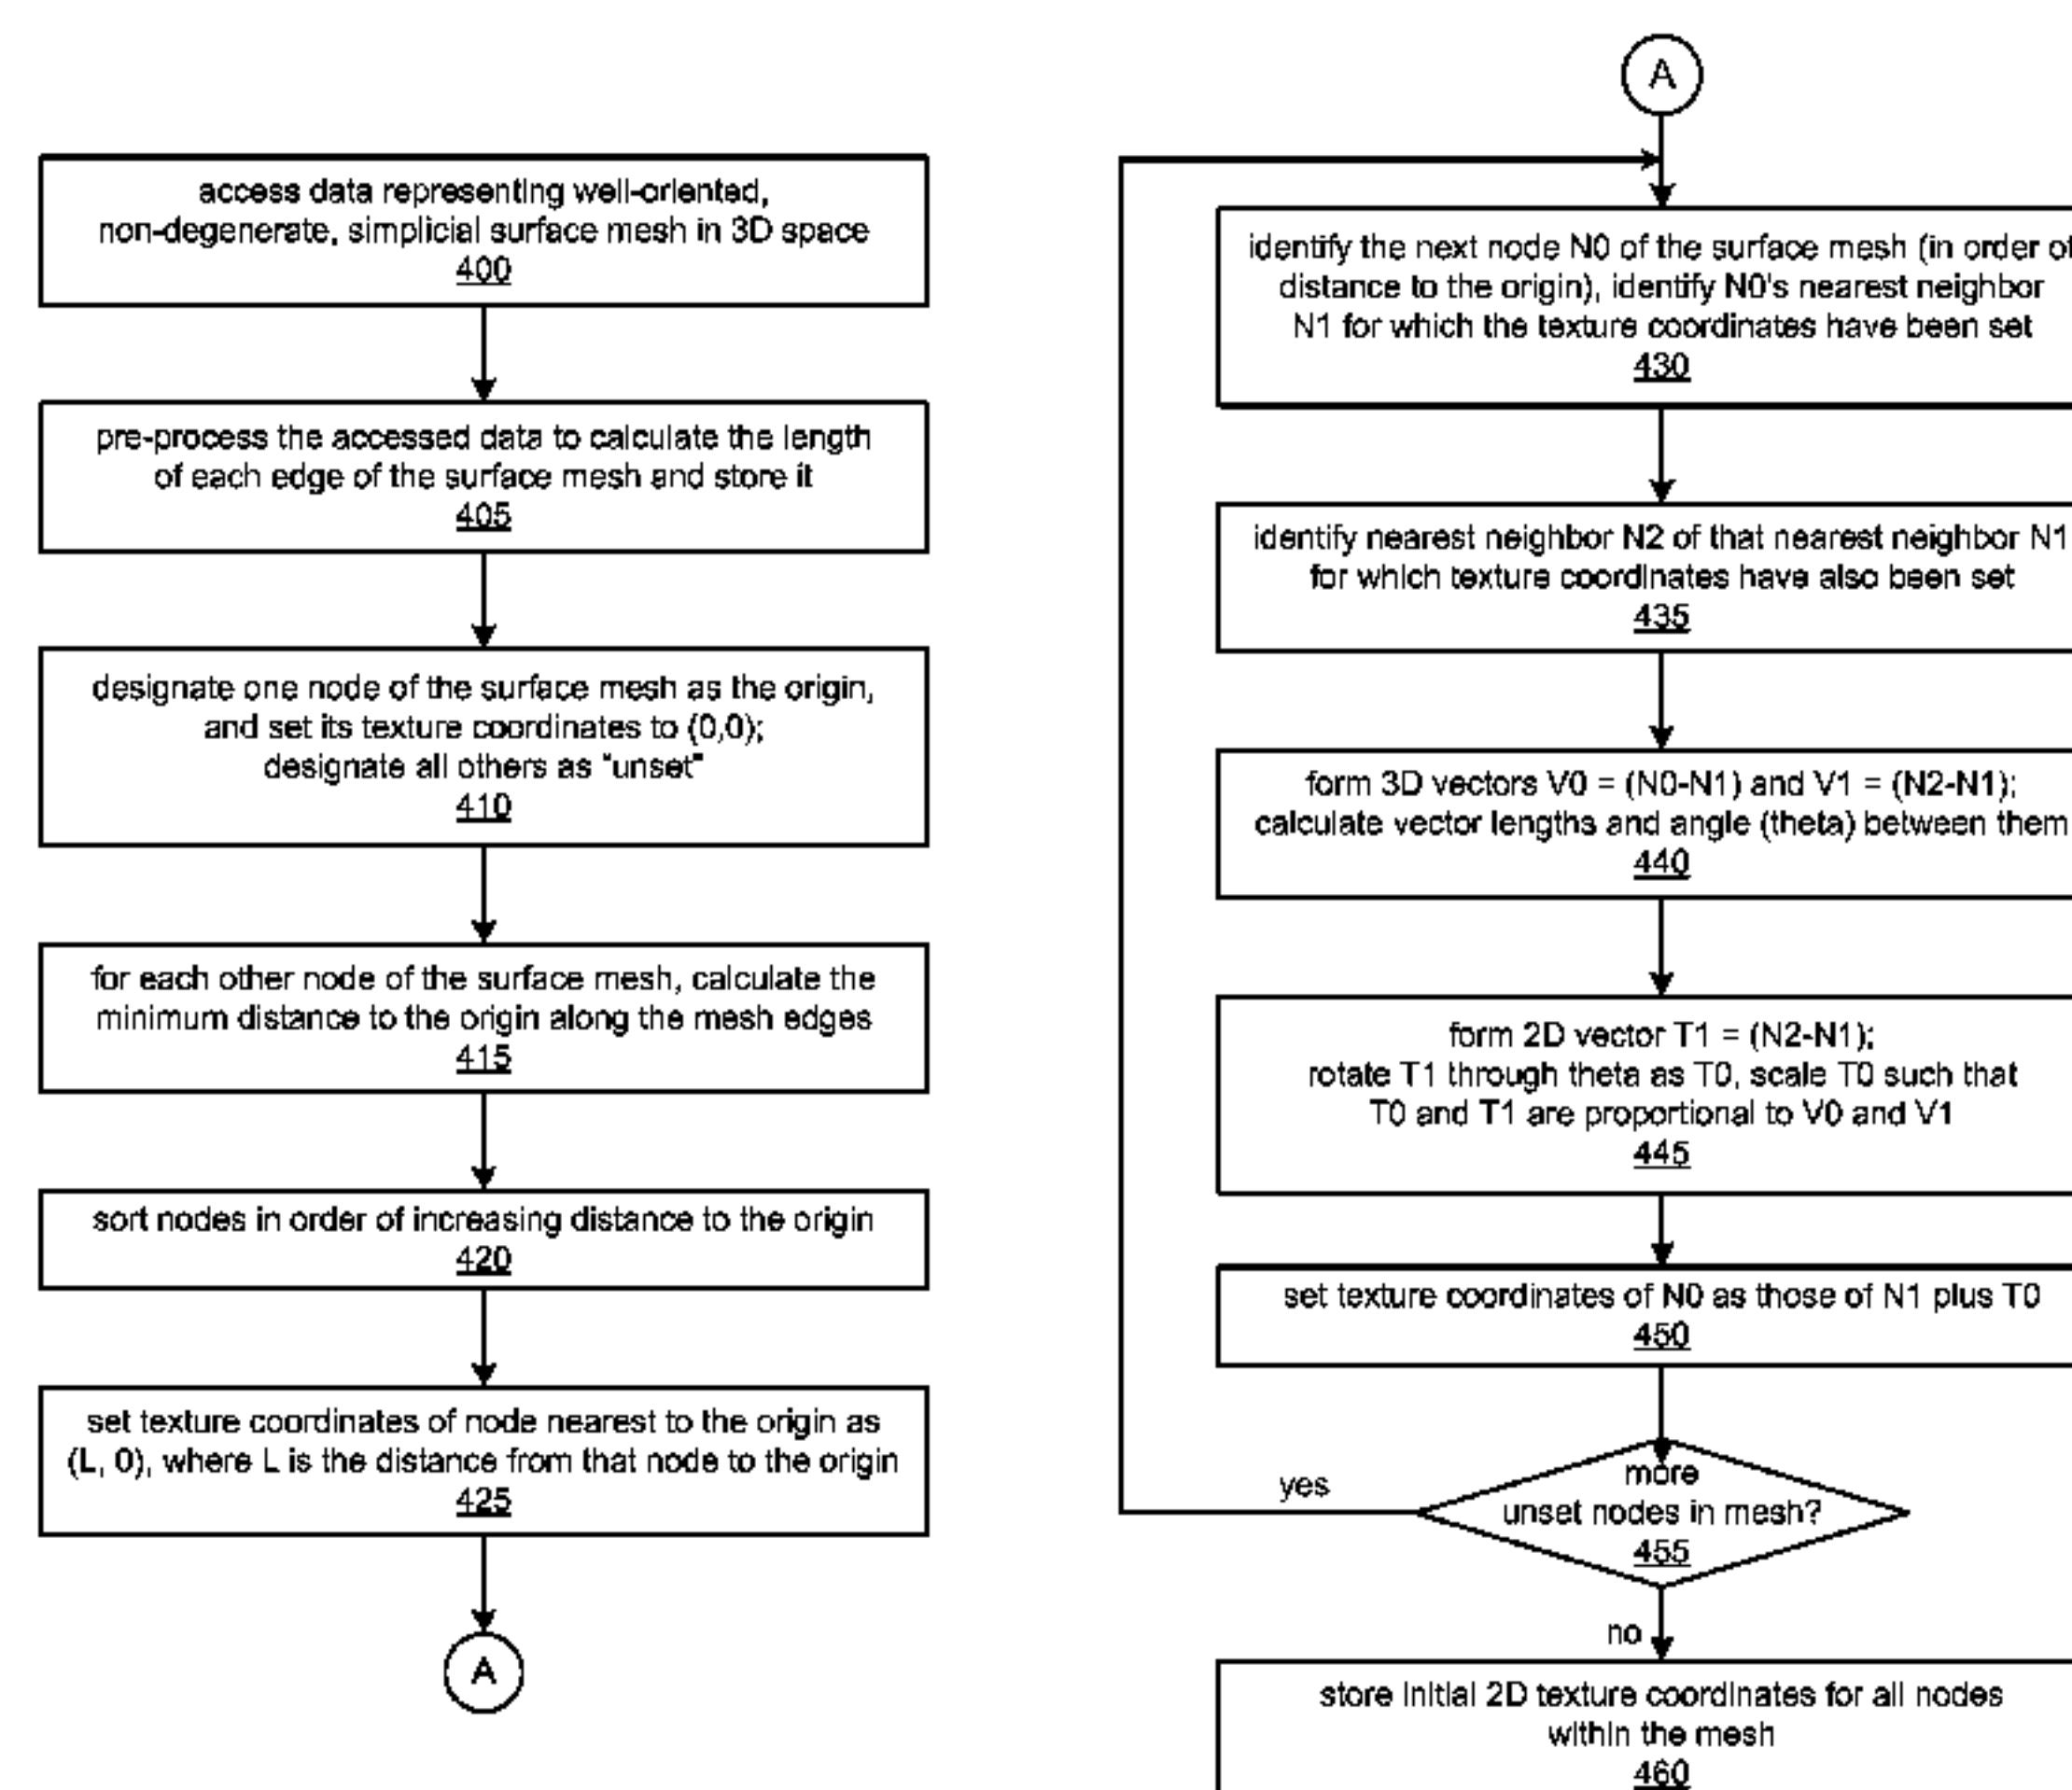 access data representing well-oriented,
non-degenerate, simplicial surface mesh in 3D space
400
pre-process the accessed data to calculate the length
of each edge of the surface mesh and store it
405
designate one node of the surface mesh as the origin,
and set its texture coordinates to (0,0);
designate all others as "unset"
410
for each other node of the surface mesh, calculate the
minimum distance to the origin along the mesh edges
415
sort nodes in order of increasing distance to the origin
420
set texture coordinates of node nearest to the origin as
(L, 0), where L is the distance from that node to the origin
425
A
A
identify the next node N0 of the surface mesh (in order of
distance to the origin), identify N0's nearest neighbor
N1 for which the texture coordinates have been set
430
identify nearest neighbor N2 of that nearest neighbor N1
for which texture coordinates have also been set
435
form 3D vectors V0 = (N0-N1) and V1 = (N2-N1);
calculate vector lengths and angle (theta) between them
440
form 2D vector T1 = (N2-N1);
rotate T1 through theta as T0, scale T0 such that
T0 and T1 are proportional to V0 and V1
445
set texture coordinates of N0 as those of N1 plus T0
450
yes
more
unset nodes in mesh?
455
no
store initial 2D texture coordinates for all nodes
within the mesh
460